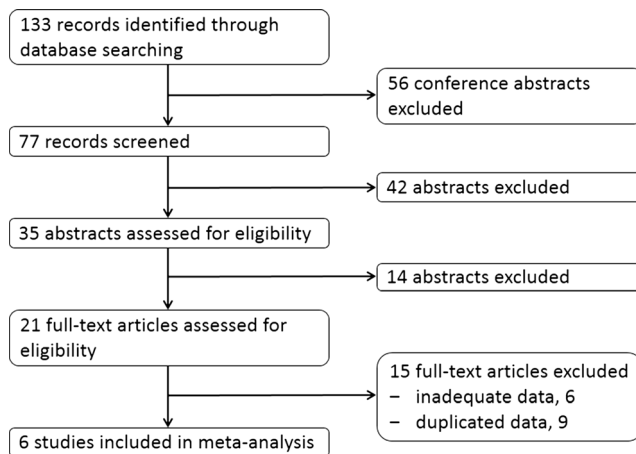 133 records identified through
database searching
56 conference abstracts
excluded
77 records screened
42 abstracts excluded
35 abstracts assessed for eligibility
14 abstracts excluded
21 full-text articles assessed for
eligibility
15 full-text articles excluded
– inadequate data, 6
– duplicated data, 9
6 studies included in meta-analysis